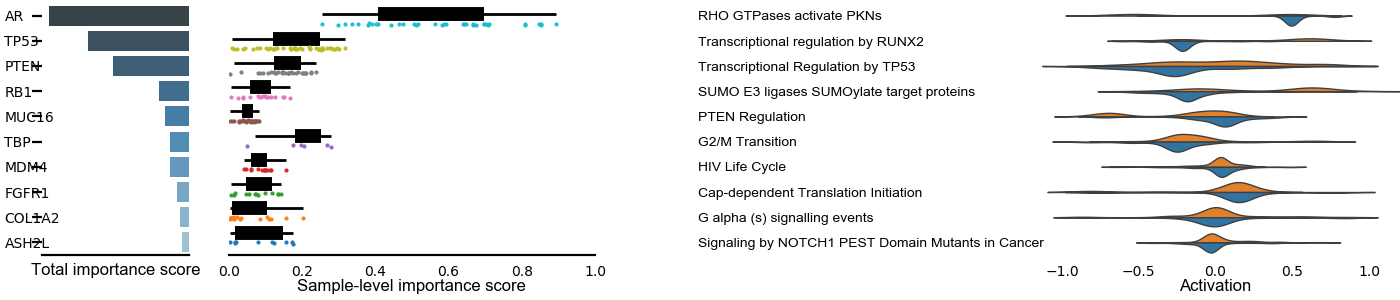 AR
TP53
PTEN
RB1
MUC16
TBP
MDM4
FGFR1
COL1A2
ASH2L
Total importance score
0.0 0.2 0.4 0.6 0.8 1.0
Sample-level importance score
RHO GTPases activate PKNs
Transcriptional regulation by RUNX2
Transcriptional Regulation by TP53
SUMO E3 ligases SUMOylate target proteins
PTEN Regulation
G2/M Transition
HIV Life Cycle
Cap-dependent Translation Initiation
G alpha (s) signalling events
Signaling by NOTCH1 PEST Domain Mutants in Cancer
−1.0 −0.5 0.0 0.5 1.0
Activation